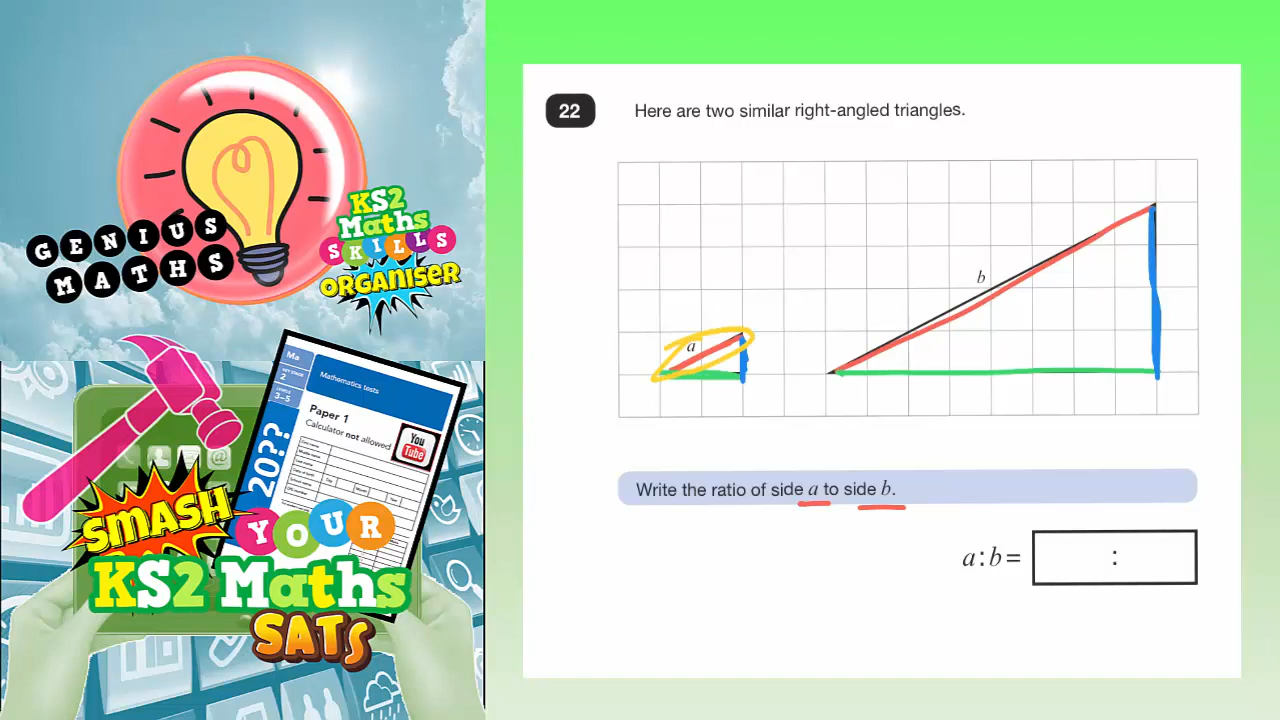 GENIUS
MATHS
KS2
Maths
SKILLS
ORGANISER
Ma
KEY STAGE
2
LEVELS
3–5
Mathematics tests
Paper 1
Calculator not allowed
20??
You
Tube
SMASH
YOUR
KS2 Maths
SATS
22
Here are two similar right-angled triangles.
a
b
Write the ratio of side a to side b.
a:b=
: